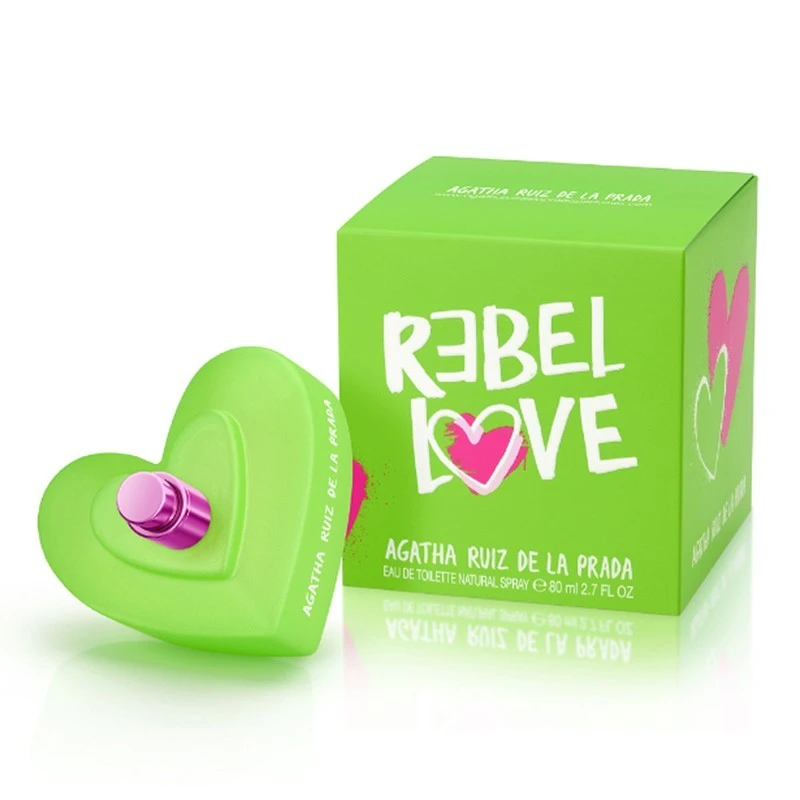 AGATHA RUIZ DE LA PRADA
RƎBEL
LOVE
AGATHA RUIZ DE LA PRADA
EAU DE TOILETTE NATURAL SPRAY ℮ 80 ml 2.7 FL OZ
AGATHA RUIZ DE LA PRADA
AGATHA RUIZ DE LA PRADA